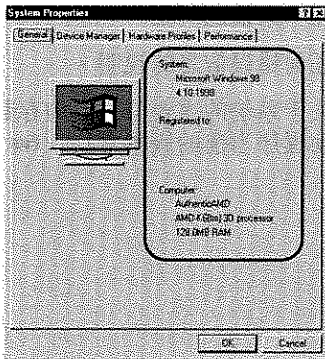 System Properties
General Device Manager Hardware Profiles Performance
System:
Microsoft Windows 98
4.10.1998
Registered to:
Computer:
AuthenticAMD
AMD-K6(tm) 3D processor
128.0MB RAM
OK Cancel